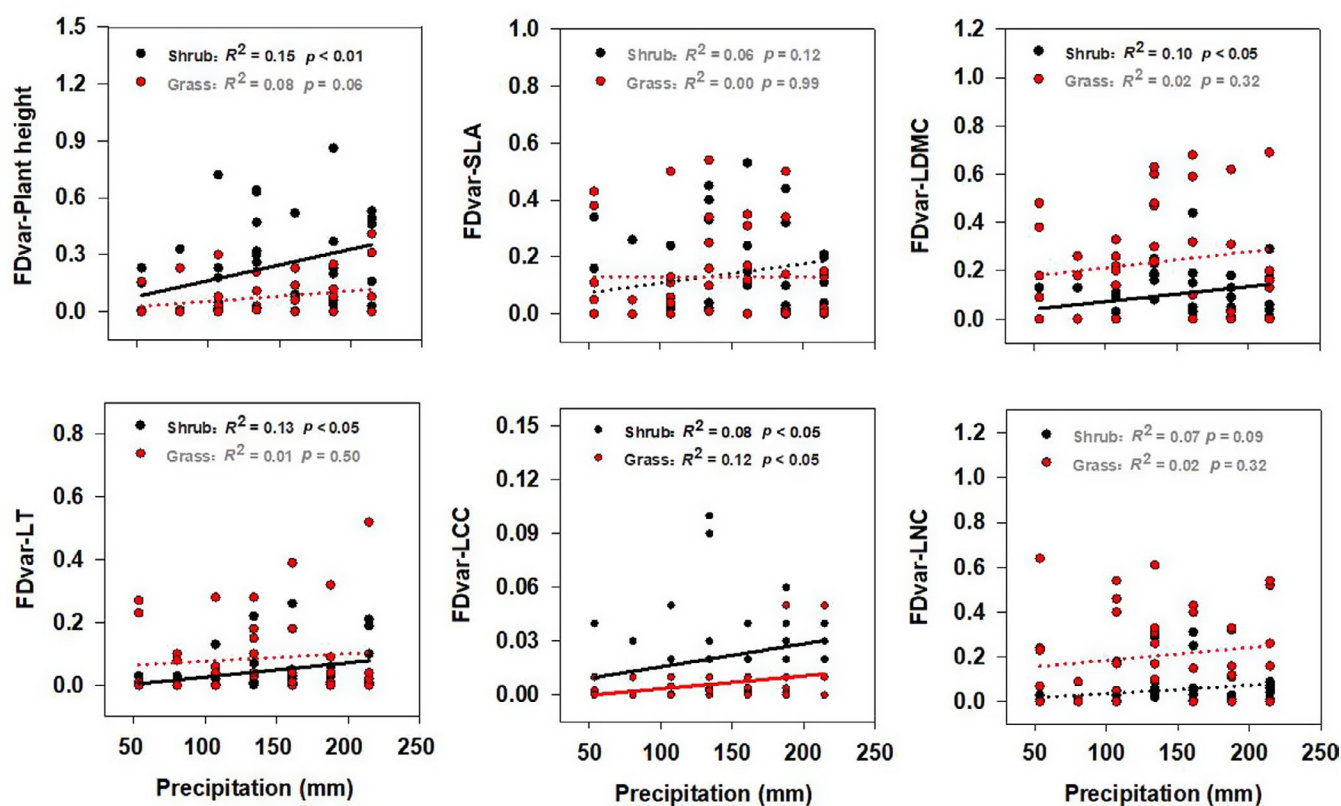 FDvar-Plant height
1.5
1.2
0.9
0.6
0.3
0.0
Shrub: R² = 0.15 p < 0.01
Grass: R² = 0.08 p = 0.06
FDvar-SLA
1.0
0.8
0.6
0.4
0.2
0.0
Shrub: R² = 0.06 p = 0.12
Grass: R² = 0.00 p = 0.99
0 50 100 150 200 250
FDvar-LDMC
1.2
1.0
0.8
0.6
0.4
0.2
0.0
Shrub: R² = 0.10 p < 0.05
Grass: R² = 0.02 p = 0.32
FDvar-LT
0.8
0.6
0.4
0.2
0.0
Shrub: R² = 0.13 p < 0.05
Grass: R² = 0.01 p = 0.50
50 100 150 200 250
Precipitation (mm)
FDvar-LCC
0.15
0.12
0.09
0.06
0.03
0.00
Shrub: R² = 0.08 p < 0.05
Grass: R² = 0.12 p < 0.05
50 100 150 200 250
Precipitation (mm)
FDvar-LNC
1.2
1.0
0.8
0.6
0.4
0.2
0.0
Shrub: R² = 0.07 p = 0.09
Grass: R² = 0.02 p = 0.32
50 100 150 200 250
Precipitation (mm)